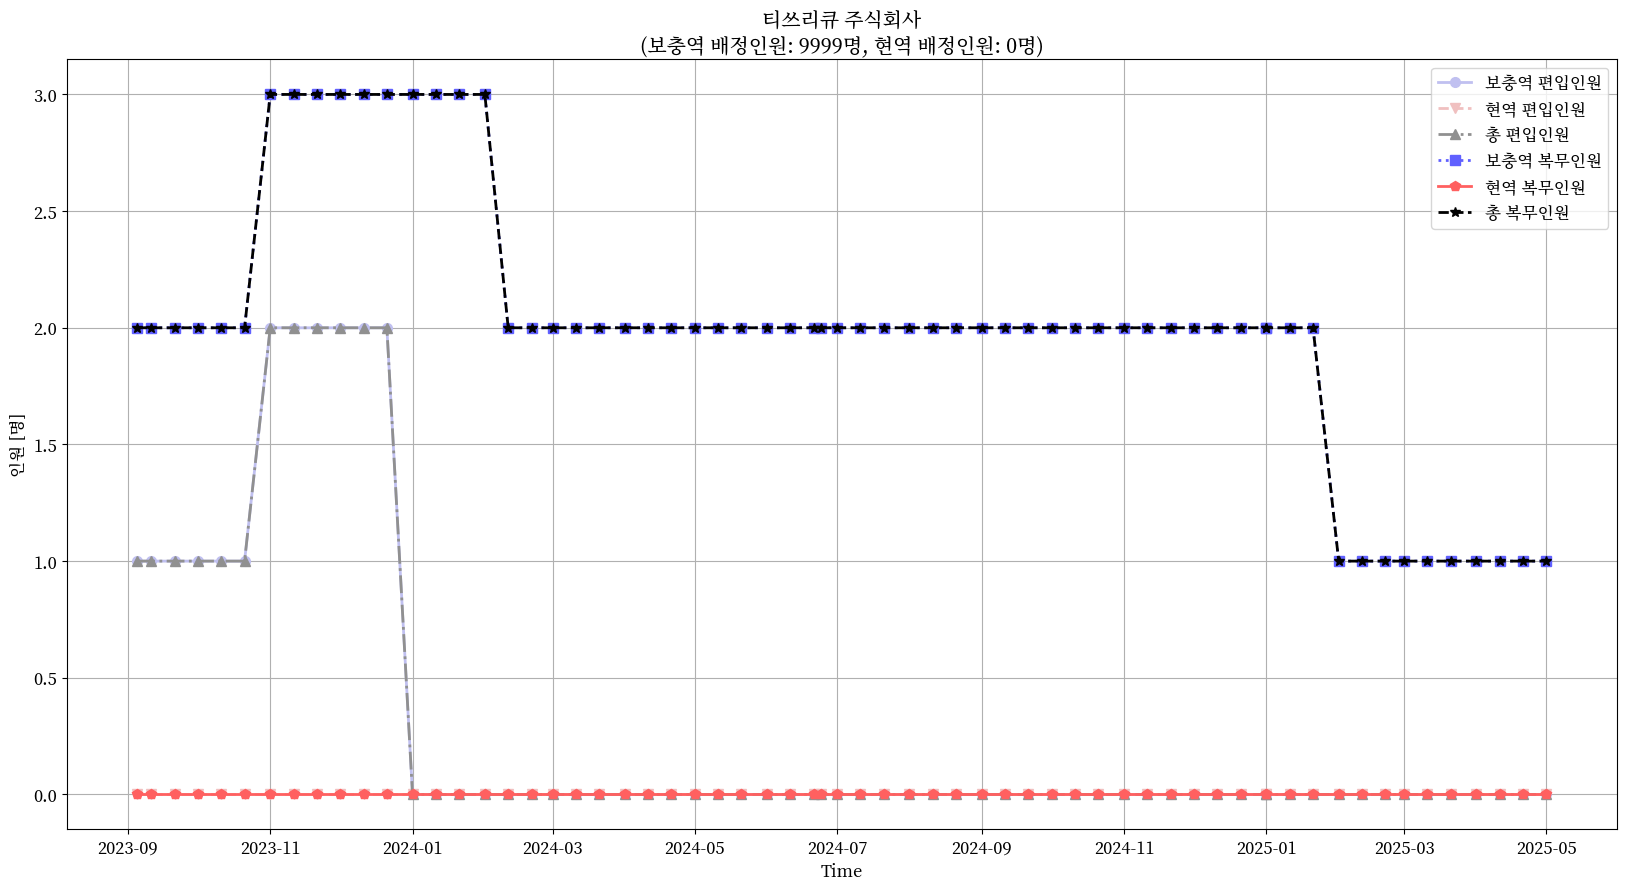 티쓰리큐 주식회사
(보충역 배정인원: 9999명, 현역 배정인원: 0명)
보충역 편입인원
현역 편입인원
총 편입인원
보충역 복무인원
현역 복무인원
총 복무인원
인원 [명]
3.0
2.5
2.0
1.5
1.0
0.5
0.0
2023-09
2023-11
2024-01
2024-03
2024-05
2024-07
2024-09
2024-11
2025-01
2025-03
2025-05
Time